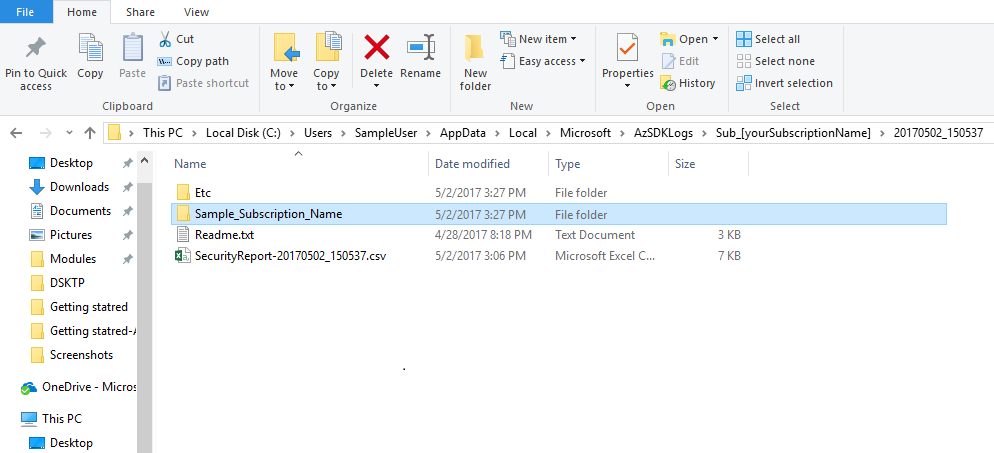 File Home Share View
Pin to Quick access
Copy
Paste
Cut
Copy path
Paste shortcut
Clipboard
Move to
Copy to
Delete
Rename
Organize
New folder
New item
Easy access
New
Properties
Open
Edit
History
Open
Select all
Select none
Invert selection
Select
This PC > Local Disk (C:) > Users > SampleUser > AppData > Local > Microsoft > AzSDKLogs > Sub_[yourSubscriptionName] > 20170502_150537
Desktop
Downloads
Documents
Pictures
Modules
DSKTP
Getting statred
Getting statred-A
Screenshots
OneDrive - Micros
This PC
Desktop
Name Date modified Type Size
Etc 5/2/2017 3:27 PM File folder
Sample_Subscription_Name 5/2/2017 3:27 PM File folder
Readme.txt 4/28/2017 8:18 PM Text Document 3 KB
SecurityReport-20170502_150537.csv 5/2/2017 3:06 PM Microsoft Excel C... 7 KB
.